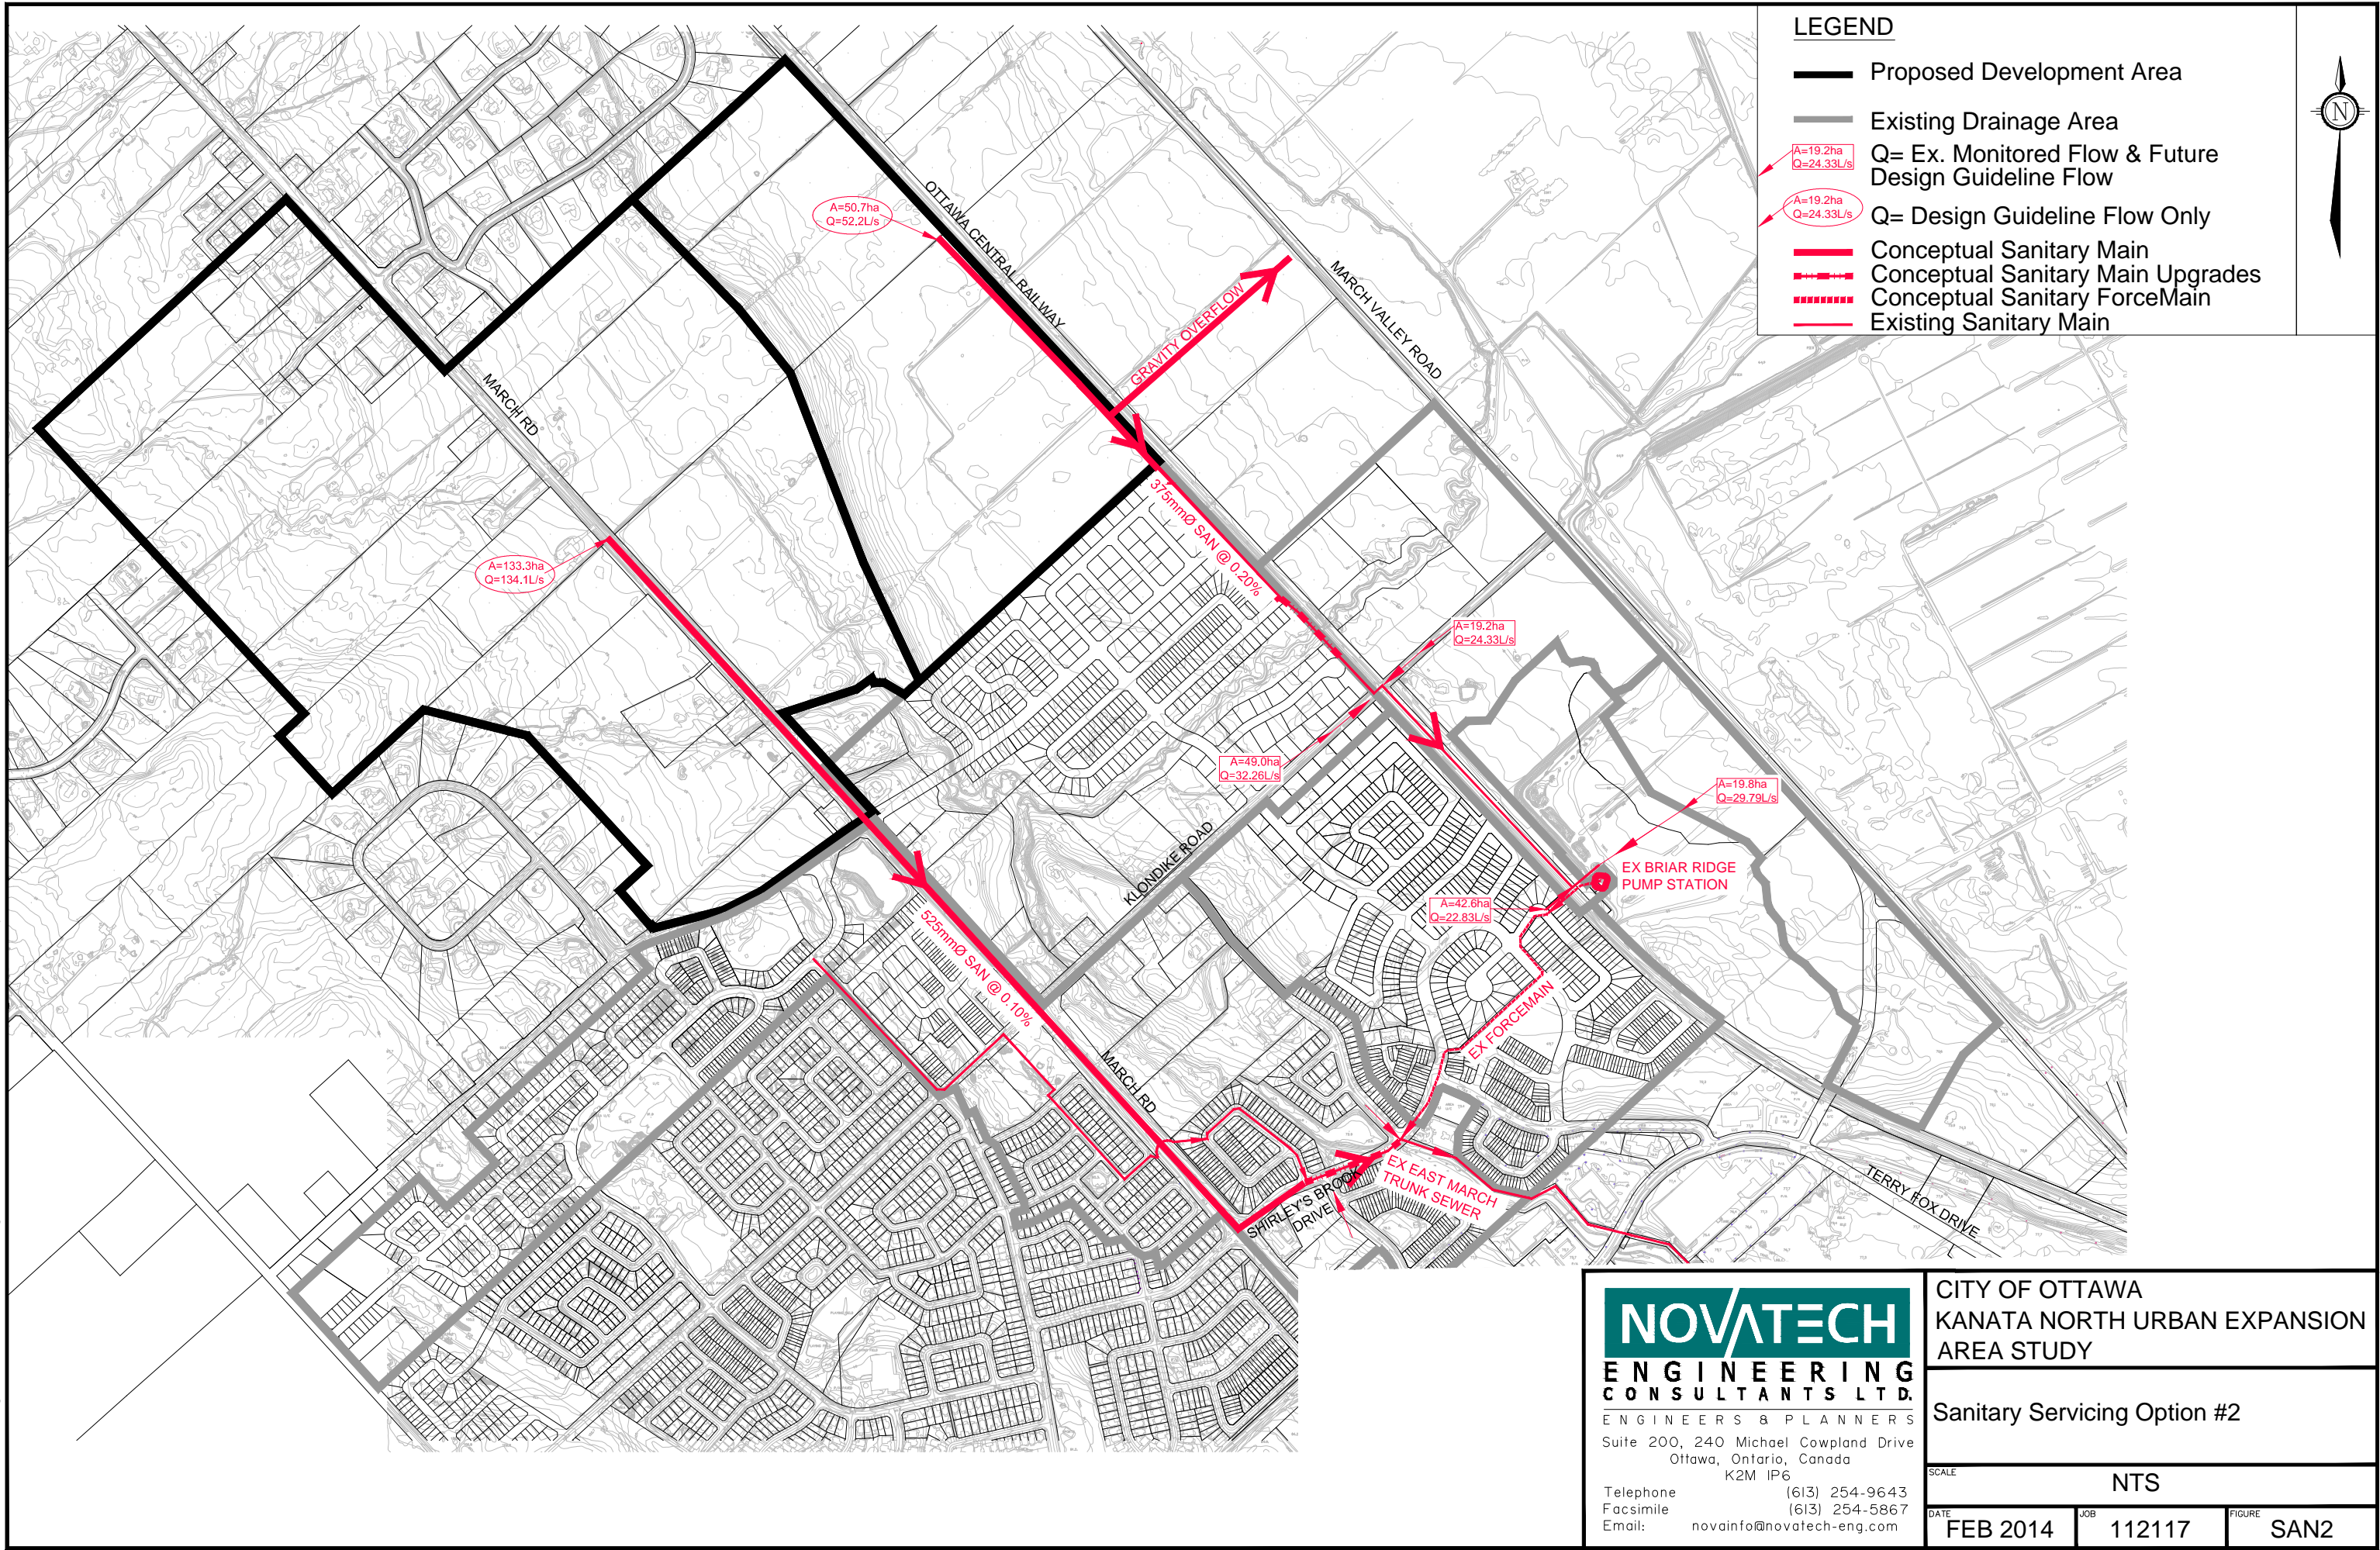 LEGEND
Proposed Development Area
Existing Drainage Area
A=19.2ha
Q=24.33L/s
Q= Ex. Monitored Flow & Future
Design Guideline Flow
A=19.2ha
Q=24.33L/s
Q= Design Guideline Flow Only
Conceptual Sanitary Main
Conceptual Sanitary Main Upgrades
Conceptual Sanitary ForceMain
Existing Sanitary Main
N
A=50.7ha
Q=52.2L/s
OTTAWA CENTRAL RAILWAY
GRAVITY OVERFLOW
MARCH VALLEY ROAD
MARCH RD
375mmØ SAN @ 0.20%
A=133.3ha
Q=134.1L/s
A=19.2ha
Q=24.33L/s
A=49.0ha
Q=32.26L/s
A=19.8ha
Q=29.79L/s
KLONDIKE ROAD
EX BRIAR RIDGE
PUMP STATION
A=42.6ha
Q=22.83L/s
525mmØ SAN @ 0.10%
EX FORCEMAIN
MARCH RD
EX EAST MARCH
TRUNK SEWER
SHIRLEY'S BROOK
DRIVE
TERRY FOX DRIVE
NOVATECH
ENGINEERING
CONSULTANTS LTD.
ENGINEERS & PLANNERS
Suite 200, 240 Michael Cowpland Drive
Ottawa, Ontario, Canada
K2M 1P6
Telephone (613) 254-9643
Facsimile (613) 254-5867
Email: novainfo@novatech-eng.com
CITY OF OTTAWA
KANATA NORTH URBAN EXPANSION
AREA STUDY
Sanitary Servicing Option #2
SCALE
NTS
DATE
FEB 2014
JOB
112117
FIGURE
SAN2